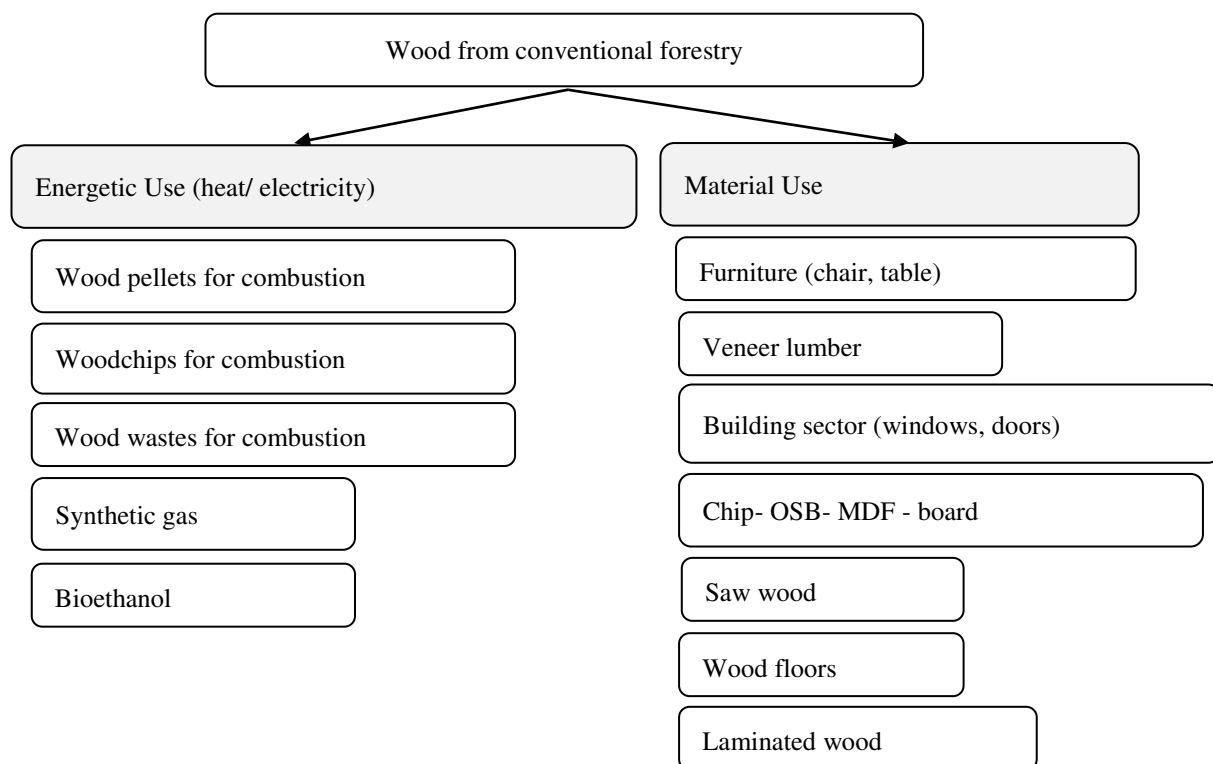 Wood from conventional forestry
Energetic Use (heat/ electricity)
Wood pellets for combustion
Woodchips for combustion
Wood wastes for combustion
Synthetic gas
Bioethanol
Material Use
Furniture (chair, table)
Veneer lumber
Building sector (windows, doors)
Chip- OSB- MDF - board
Saw wood
Wood floors
Laminated wood